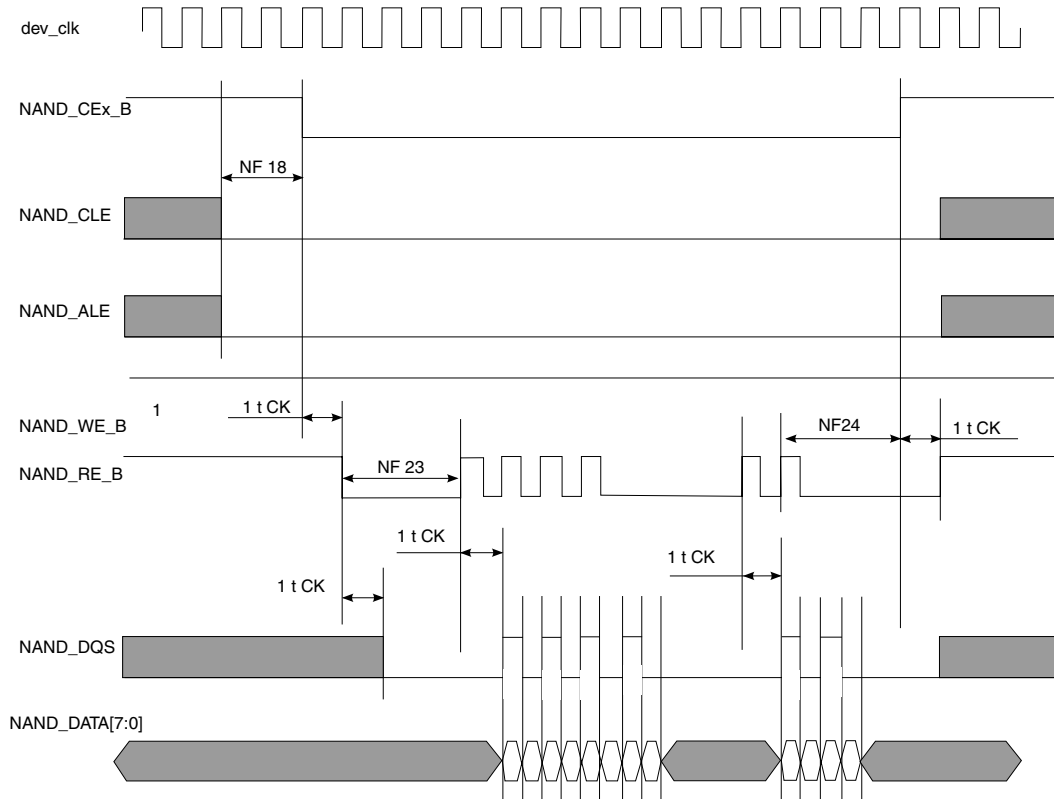 dev_clk
NAND_CEx_B
NF 18
NAND_CLE
NAND_ALE
1
1 t CK
NAND_WE_B
NF24
1 t CK
NF 23
NAND_RE_B
1 t CK
1 t CK
1 t CK
NAND_DQS
NAND_DATA[7:0]